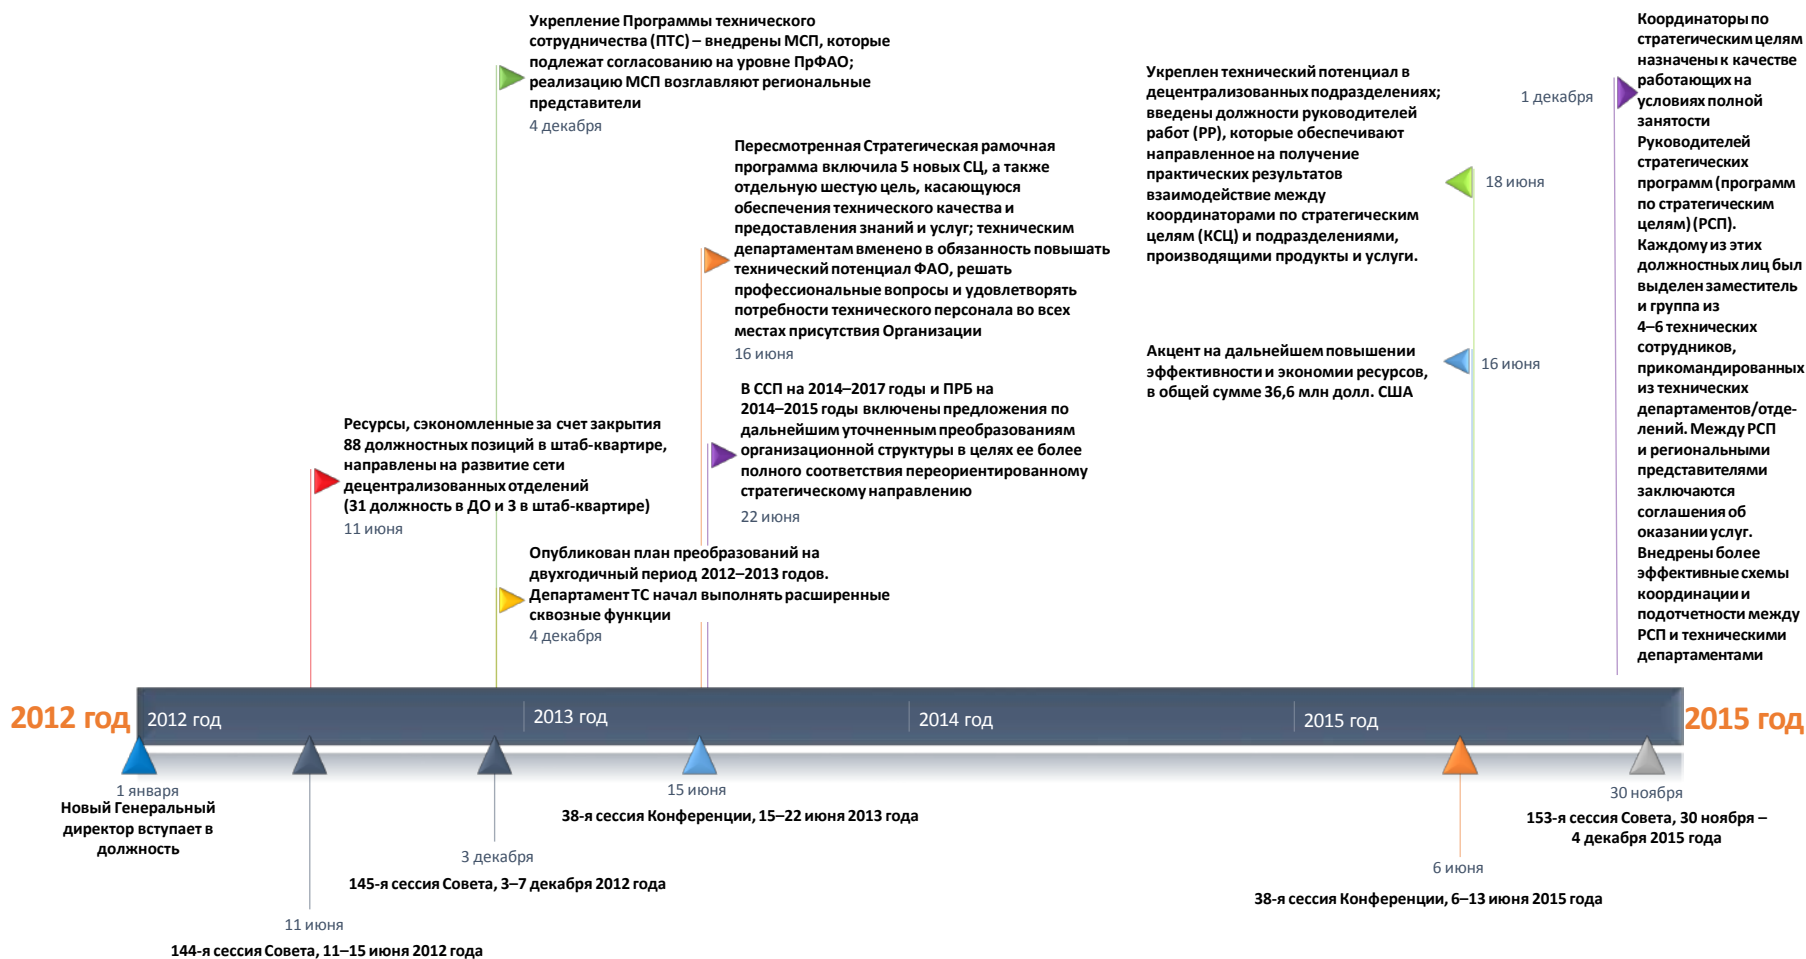 Укрепление Программы технического
сотрудничества (ПТС) – внедрены МСП, которые
подлежат согласованию на уровне ПрФАО;
реализацию МСП возглавляют региональные
представители
4 декабря
Пересмотренная Стратегическая рамочная
программа включила 5 новых СЦ, а также
отдельную шестую цель, касающуюся
обеспечения технического качества и
предоставления знаний и услуг; техническим
департаментам вменено в обязанность повышать
технический потенциал ФАО, решать
профессиональные вопросы и удовлетворять
потребности технического персонала во всех
местах присутствия Организации
16 июня
В ССП на 2014–2017 годы и ПРБ на
2014–2015 годы включены предложения по
дальнейшим уточненным преобразованиям
организационной структуры в целях ее более
полного соответствия переориентированному
стратегическому направлению
22 июня
Ресурсы, сэкономленные за счет закрытия
88 должностных позиций в штаб-квартире,
направлены на развитие сети
децентрализованных отделений
(31 должность в ДО и 3 в штаб-квартире)
11 июня
Опубликован план преобразований на
двухгодичный период 2012–2013 годов.
Департамент ТС начал выполнять расширенные
сквозные функции
4 декабря
Укреплен технический потенциал в
децентрализованных подразделениях;
введены должности руководителей
работ (РР), которые обеспечивают
направленное на получение
практических результатов
взаимодействие между
координаторами по стратегическим
целям (КСЦ) и подразделениями,
производящими продукты и услуги.
18 июня
Акцент на дальнейшем повышении
эффективности и экономии ресурсов,
в общей сумме 36,6 млн долл. США
16 июня
1 декабря
Координаторы по
стратегическим целям
назначены к качестве
работающих на
условиях полной
занятости
Руководителей
стратегических
программ (программ
по стратегическим
целям) (РСП).
Каждому из этих
должностных лиц был
выделен заместитель
и группа из
4–6 технических
сотрудников,
прикомандированных
из технических
департаментов/отде-
лений. Между РСП
и региональными
представителями
заключаются
соглашения об
оказании услуг.
Внедрены более
эффективные схемы
координации и
подотчетности между
РСП и техническими
департаментами
2012 год
2012 год
2013 год
2014 год
2015 год
2015 год
1 января
Новый Генеральный
директор вступает в
должность
11 июня
144-я сессия Совета, 11–15 июня 2012 года
3 декабря
145-я сессия Совета, 3–7 декабря 2012 года
15 июня
38-я сессия Конференции, 15–22 июня 2013 года
6 июня
38-я сессия Конференции, 6–13 июня 2015 года
30 ноября
153-я сессия Совета, 30 ноября –
4 декабря 2015 года